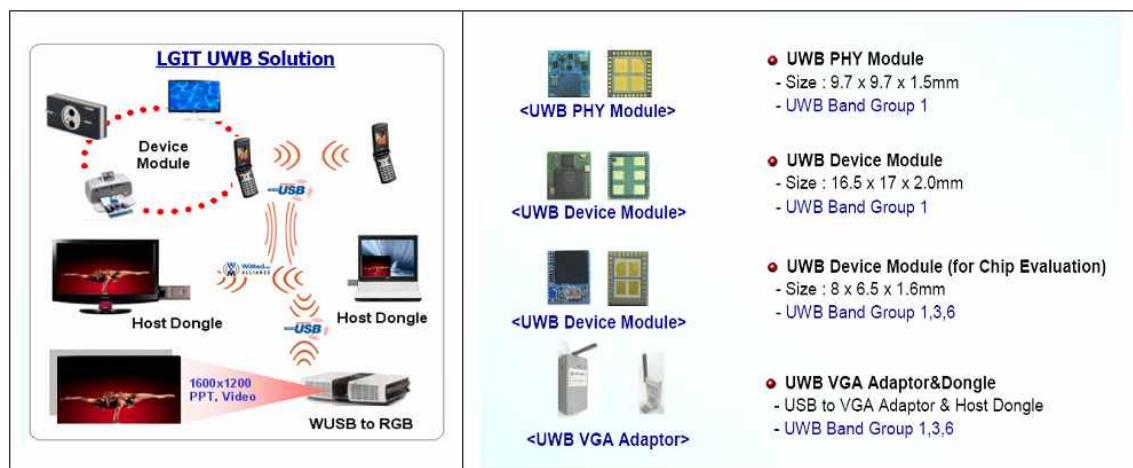 LGIT UWB Solution
Device
Module
USB
WiMedia
ALLIANCE
Host Dongle
Host Dongle
USB
1600x1200
PPT, Video
WUSB to RGB
<UWB PHY Module>
UWB PHY Module
- Size : 9.7 x 9.7 x 1.5mm
- UWB Band Group 1
<UWB Device Module>
UWB Device Module
- Size : 16.5 x 17 x 2.0mm
- UWB Band Group 1
<UWB Device Module>
UWB Device Module (for Chip Evaluation)
- Size : 8 x 6.5 x 1.6mm
- UWB Band Group 1,3,6
<UWB VGA Adaptor>
UWB VGA Adaptor&Dongle
- USB to VGA Adaptor & Host Dongle
- UWB Band Group 1,3,6